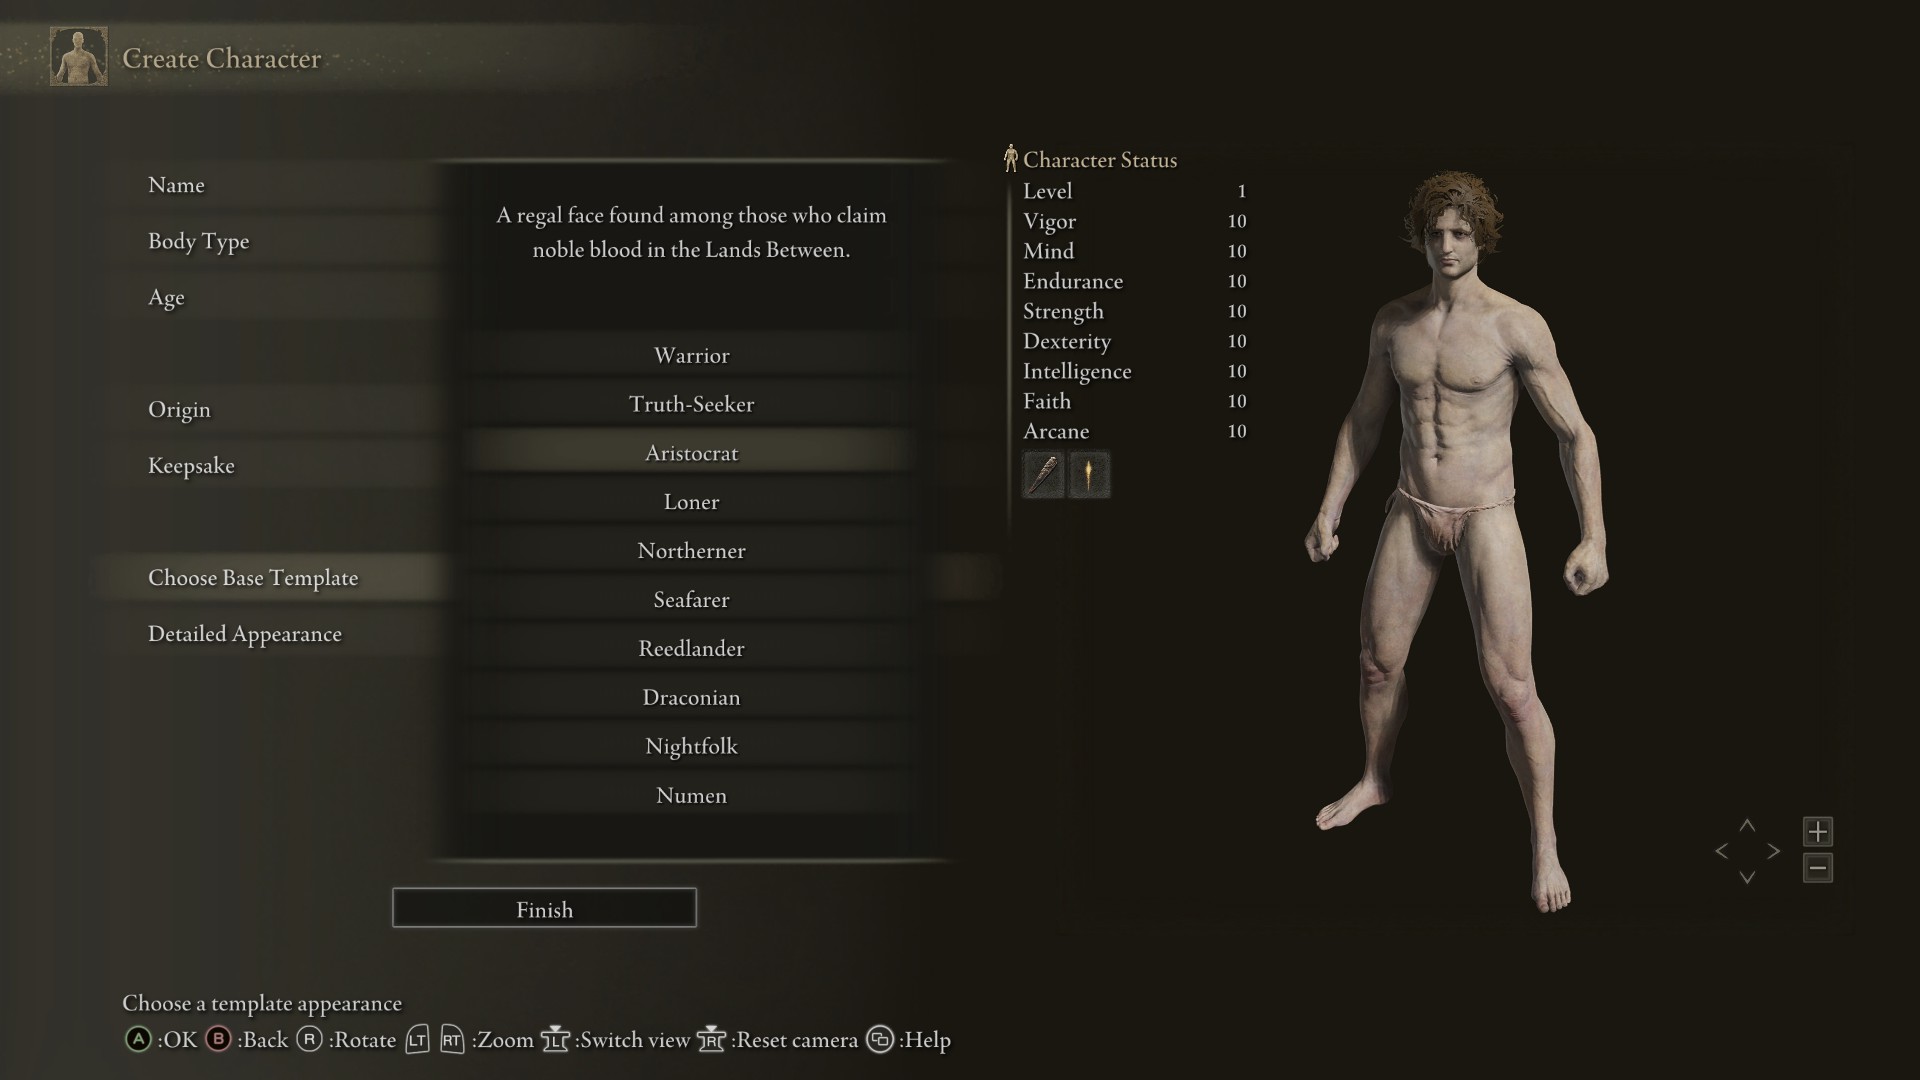 Create Character
Name
Body Type
Age
Origin
Keepsake
Choose Base Template
Detailed Appearance
A regal face found among those who claim
noble blood in the Lands Between.
Warrior
Truth-Seeker
Aristocrat
Loner
Northerner
Seafarer
Reedlander
Draconian
Nightfolk
Numen
Finish
Character Status
Level 1
Vigor 10
Mind 10
Endurance 10
Strength 10
Dexterity 10
Intelligence 10
Faith 10
Arcane 10
Choose a template appearance
A :OK B :Back R :Rotate LT RT :Zoom L :Switch view R :Reset camera :Help